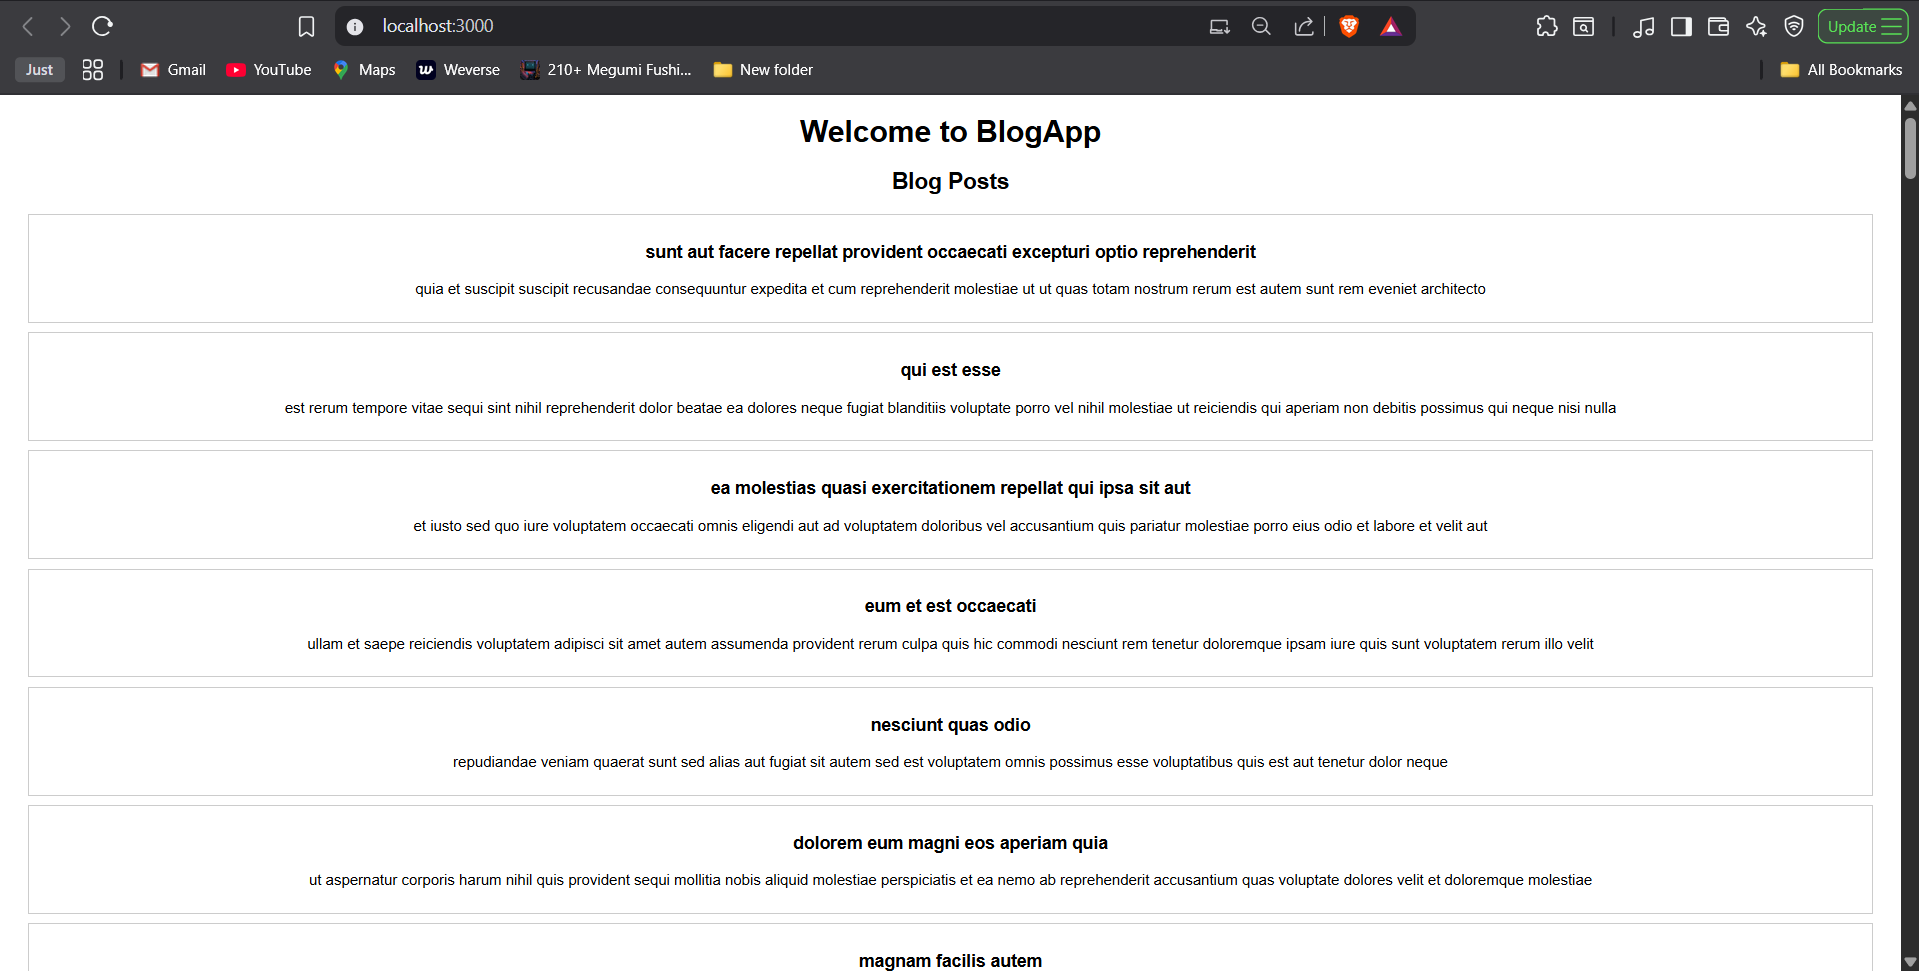 localhost:3000
Update
Just
Gmail
YouTube
Maps
Weverse
210+ Megumi Fushi...
New folder
All Bookmarks
Welcome to BlogApp
Blog Posts
sunt aut facere repellat provident occaecati excepturi optio reprehenderit
quia et suscipit suscipit recusandae consequuntur expedita et cum reprehenderit molestiae ut ut quas totam nostrum rerum est autem sunt rem eveniet architecto
qui est esse
est rerum tempore vitae sequi sint nihil reprehenderit dolor beatae ea dolores neque fugiat blanditiis voluptate porro vel nihil molestiae ut reiciendis qui aperiam non debitis possimus qui neque nisi nulla
ea molestias quasi exercitationem repellat qui ipsa sit aut
et iusto sed quo iure voluptatem occaecati omnis eligendi aut ad voluptatem doloribus vel accusantium quis pariatur molestiae porro eius odio et labore et velit aut
eum et est occaecati
ullam et saepe reiciendis voluptatem adipisci sit amet autem assumenda provident rerum culpa quis hic commodi nesciunt rem tenetur doloremque ipsam iure quis sunt voluptatem rerum illo velit
nesciunt quas odio
repudiandae veniam quaerat sunt sed alias aut fugiat sit autem sed est voluptatem omnis possimus esse voluptatibus quis est aut tenetur dolor neque
dolorem eum magni eos aperiam quia
ut aspernatur corporis harum nihil quis provident sequi mollitia nobis aliquid molestiae perspiciatis et ea nemo ab reprehenderit accusantium quas voluptate dolores velit et doloremque molestiae
magnam facilis autem